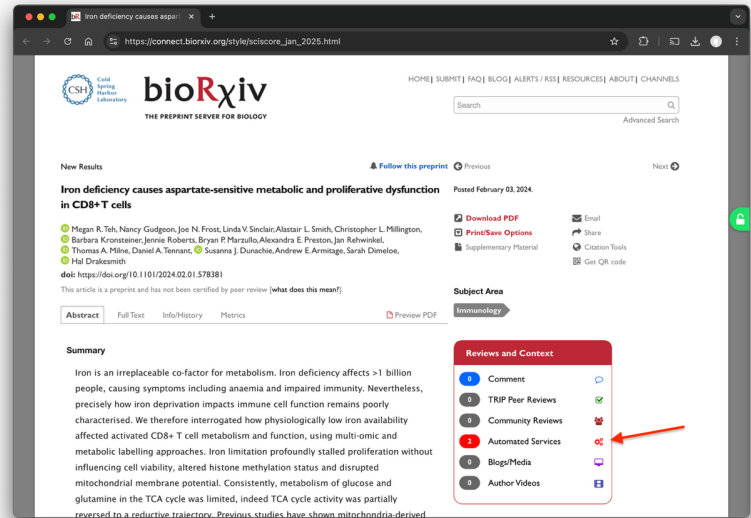 Iron deficiency causes aspart
https://connect.biorxiv.org/style/sciscore_jan_2025.html
CSH Cold Spring Harbor Laboratory
bioRxiv
THE PREPRINT SERVER FOR BIOLOGY
HOME| SUBMIT| FAQ| BLOG| ALERTS / RSS| RESOURCES| ABOUT| CHANNELS
Search
Advanced Search
New Results
Follow this preprint
Previous
Next
Iron deficiency causes aspartate-sensitive metabolic and proliferative dysfunction
in CD8+ T cells
Megan R. Teh, Nancy Gudgeon, Joe N. Frost, Linda V. Sinclair, Alastair L. Smith, Christopher L. Millington,
Barbara Kronsteiner, Jennie Roberts, Bryan P. Marzullo, Alexandra E. Preston, Jan Rehwinkel,
Thomas A. Milne, Daniel A. Tennant, Susanna J. Dunachie, Andrew E. Armitage, Sarah Dimeloe,
Hal Drakesmith
doi: https://doi.org/10.1101/2024.02.01.578381
This article is a preprint and has not been certified by peer review [what does this mean?].
Abstract
Full Text
Info/History
Metrics
Preview PDF
Summary
Iron is an irreplaceable co-factor for metabolism. Iron deficiency affects >1 billion
people, causing symptoms including anaemia and impaired immunity. Nevertheless,
precisely how iron deprivation impacts immune cell function remains poorly
characterised. We therefore interrogated how physiologically low iron availability
affected activated CD8+ T cell metabolism and function, using multi-omic and
metabolic labelling approaches. Iron limitation profoundly stalled proliferation without
influencing cell viability, altered histone methylation status and disrupted
mitochondrial membrane potential. Consistently, metabolism of glucose and
glutamine in the TCA cycle was limited, indeed TCA cycle activity was partially
reversed to a reductive trajectory. Previous studies have shown mitochondria-derived
Posted February 03, 2024.
Download PDF
Print/Save Options
Supplementary Material
Email
Share
Citation Tools
Get QR code
Subject Area
Immunology
Reviews and Context
0 Comment
0 TRIP Peer Reviews
0 Community Reviews
2 Automated Services
0 Blogs/Media
0 Author Videos